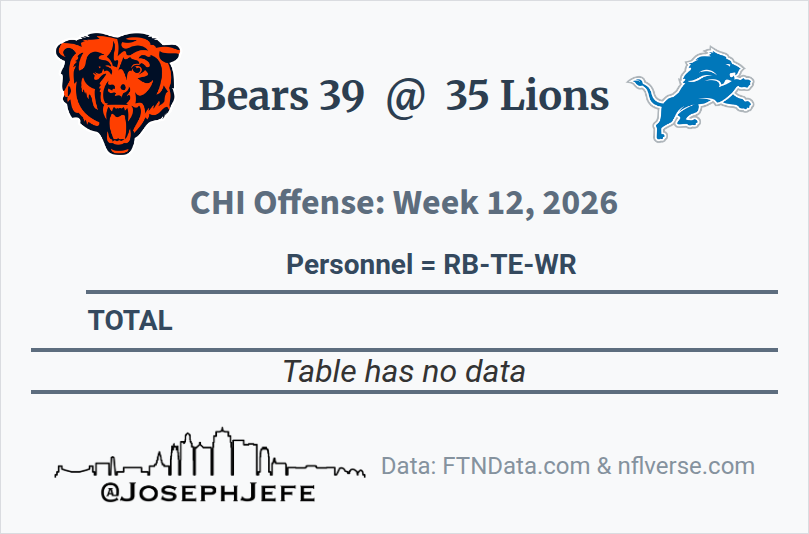 Bears 39 @ 35 Lions
CHI Offense: Week 12, 2026
Personnel = RB-TE-WR
TOTAL
Table has no data
@JosephJefe
Data: FTNData.com & nflverse.com